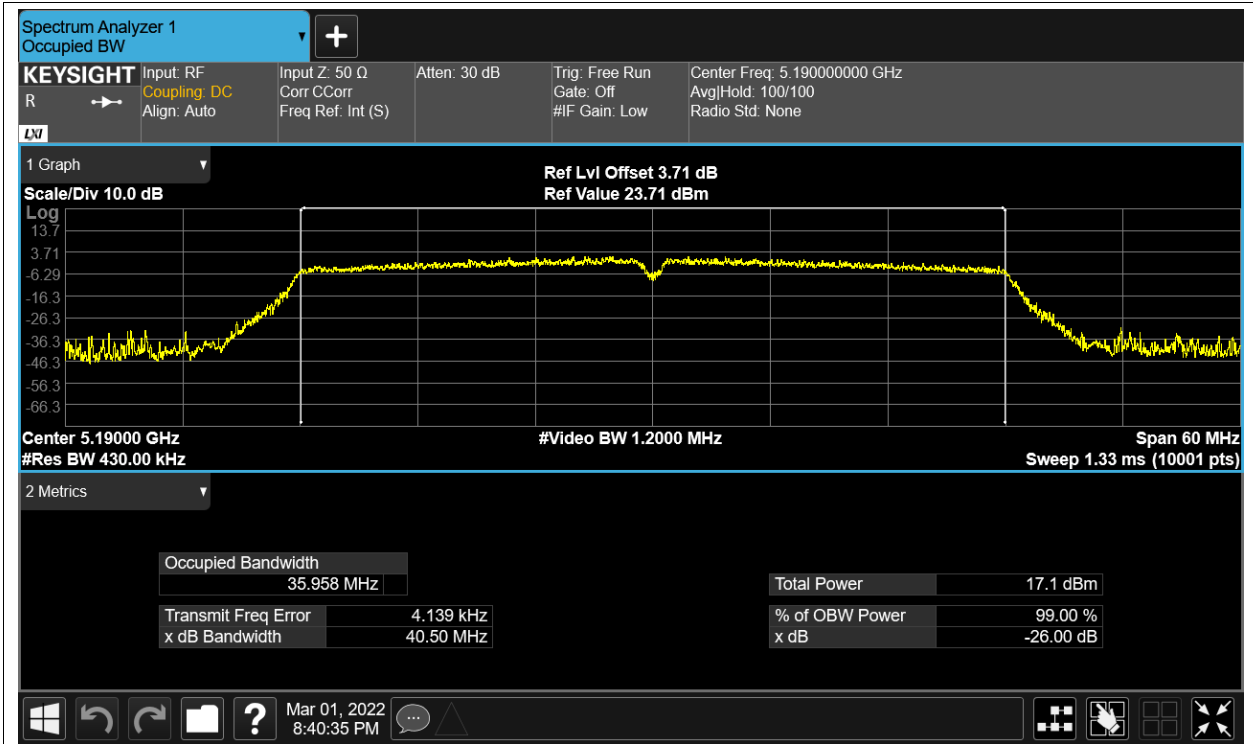 Spectrum Analyzer 1
Occupied BW
+
KEYSIGHT
R
LXI
Input: RF
Coupling: DC
Align: Auto
Input Z: 50 Ω
Corr CCorr
Freq Ref: Int (S)
Atten: 30 dB
Trig: Free Run
Gate: Off
#IF Gain: Low
Center Freq: 5.190000000 GHz
Avg|Hold: 100/100
Radio Std: None
1 Graph
Scale/Div 10.0 dB
Ref Lvl Offset 3.71 dB
Ref Value 23.71 dBm
Log
13.7
3.71
-6.29
-16.3
-26.3
-36.3
-46.3
-56.3
-66.3
Center 5.19000 GHz
#Video BW 1.2000 MHz
Span 60 MHz
#Res BW 430.00 kHz
Sweep 1.33 ms (10001 pts)
2 Metrics
Occupied Bandwidth
35.958 MHz
Transmit Freq Error 4.139 kHz
x dB Bandwidth 40.50 MHz
Total Power 17.1 dBm
% of OBW Power 99.00 %
x dB -26.00 dB
?
Mar 01, 2022
8:40:35 PM